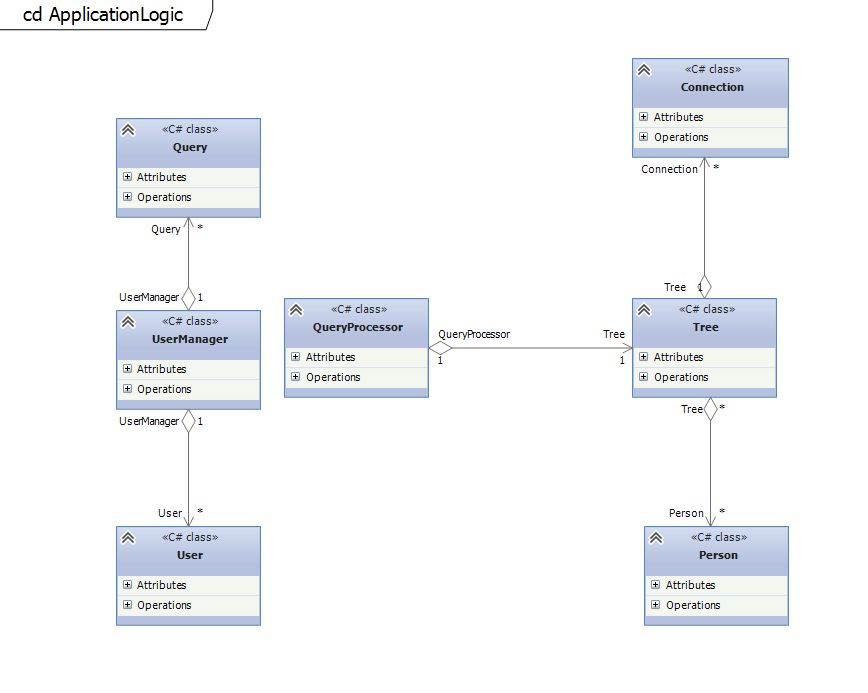 cd ApplicationLogic
«C# class»
Connection
Attributes
Operations
Connection *
«C# class»
Query
Attributes
Operations
Query *
UserManager 1
«C# class»
UserManager
Attributes
Operations
UserManager 1
User *
«C# class»
User
Attributes
Operations
«C# class»
QueryProcessor
Attributes
Operations
QueryProcessor
1
Tree
1
Tree 1
«C# class»
Tree
Attributes
Operations
Tree *
Person *
«C# class»
Person
Attributes
Operations